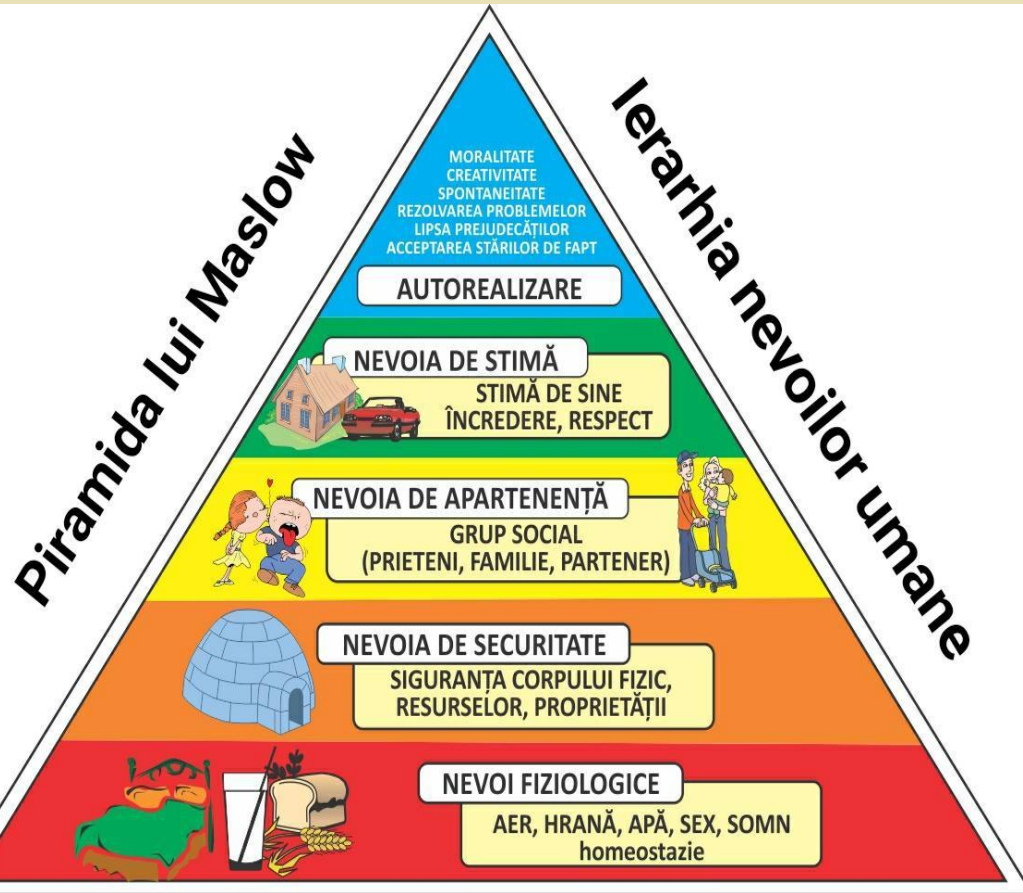 Piramida lui Maslow
Ierarhia nevoilor umane
MORALITATE
CREATIVITATE
SPONTANEITATE
REZOLVAREA PROBLEMELOR
LIPSA PREJUDECĂȚILOR
ACCEPTAREA STĂRILOR DE FAPT
AUTOREALIZARE
NEVOIA DE STIMĂ
STIMĂ DE SINE
ÎNCREDERE, RESPECT
NEVOIA DE APARTENENȚĂ
GRUP SOCIAL
(PRIETENI, FAMILIE, PARTENER)
NEVOIA DE SECURITATE
SIGURANȚA CORPULUI FIZIC,
RESURSELOR, PROPRIETĂȚII
NEVOI FIZIOLOGICE
AER, HRANĂ, APĂ, SEX, SOMN
homeostazie